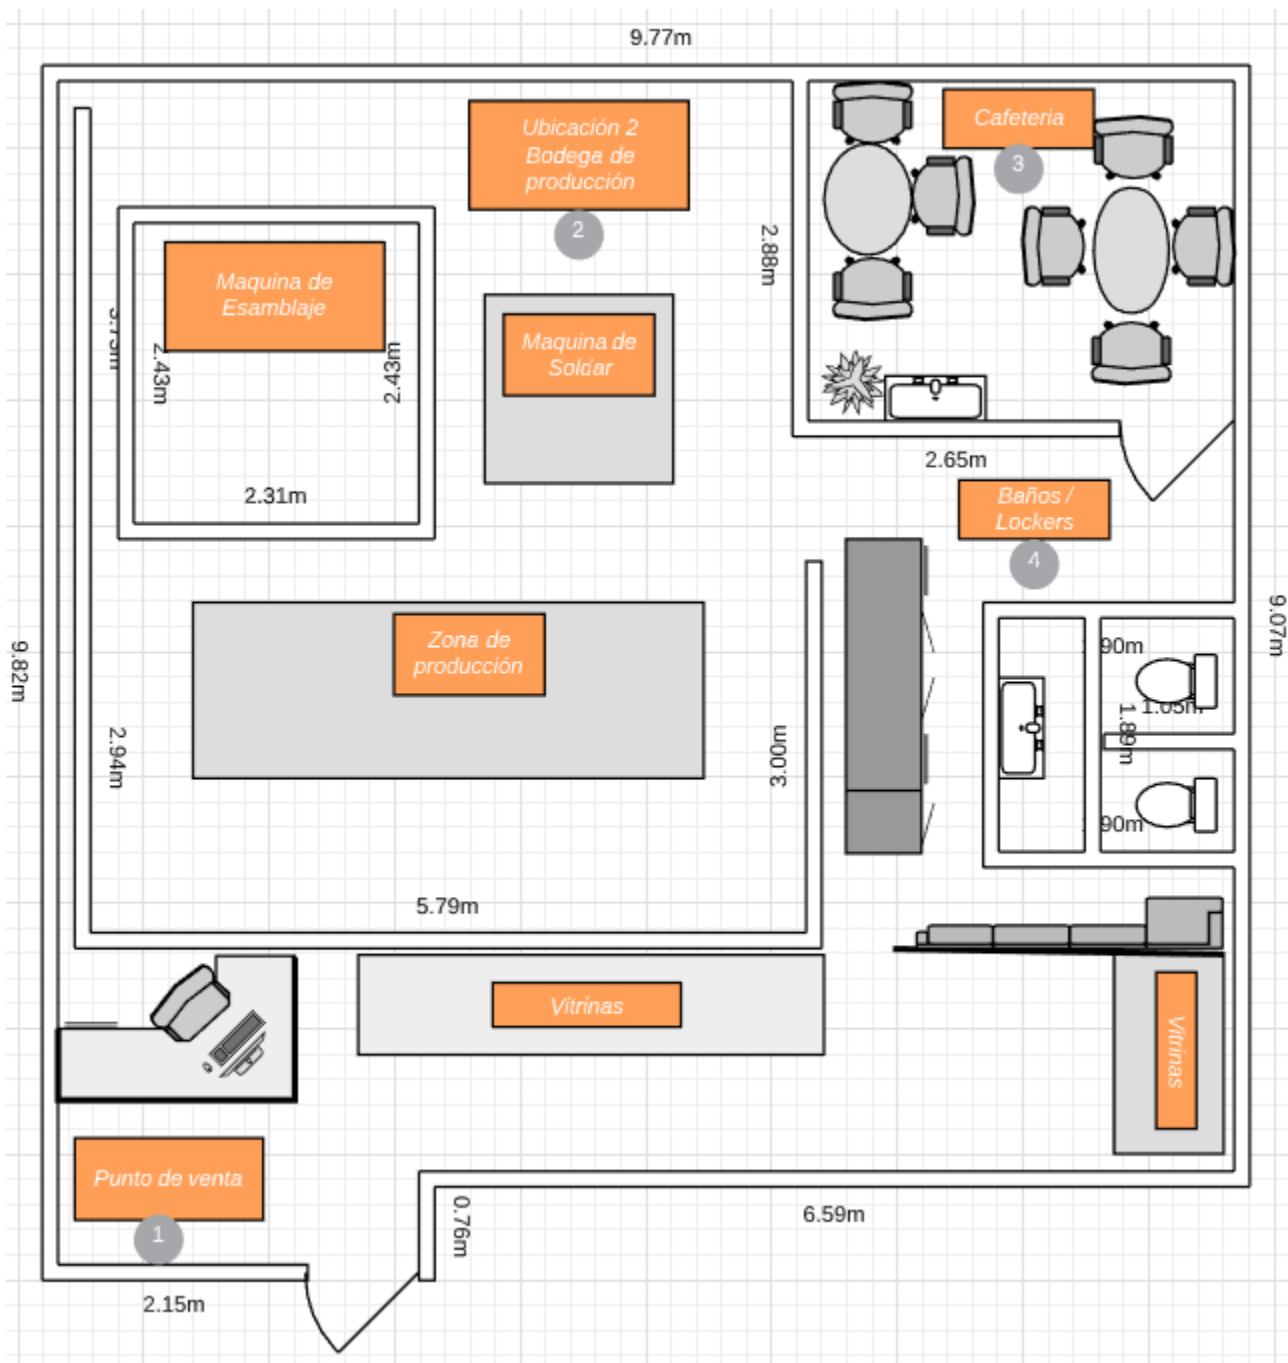 9.77m
Ubicación 2
Bodega de
producción
2
Cafeteria
3
2.88m
Maquina de
Esamblaje
2.43m
2.43m
2.31m
Maquina de
Soldar
2.65m
Baños /
Lockers
4
9.82m
9.07m
Zona de
producción
2.94m
3.00m
90m
1.05m
1.89m
90m
5.79m
Vitrinas
Vitrinas
Punto de venta
1
0.76m
6.59m
2.15m